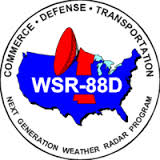 COMMERCE - DEFENSE - TRANSPORTATION
WSR-88D
NEXT GENERATION WEATHER RADAR PROGRAM